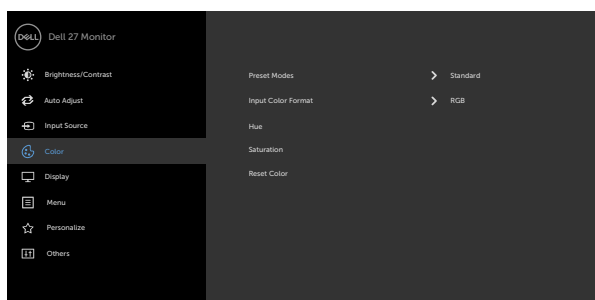 DELL Dell 27 Monitor
Brightness/Contrast
Auto Adjust
Input Source
Color
Display
Menu
Personalize
Others
Preset Modes Standard
Input Color Format RGB
Hue
Saturation
Reset Color